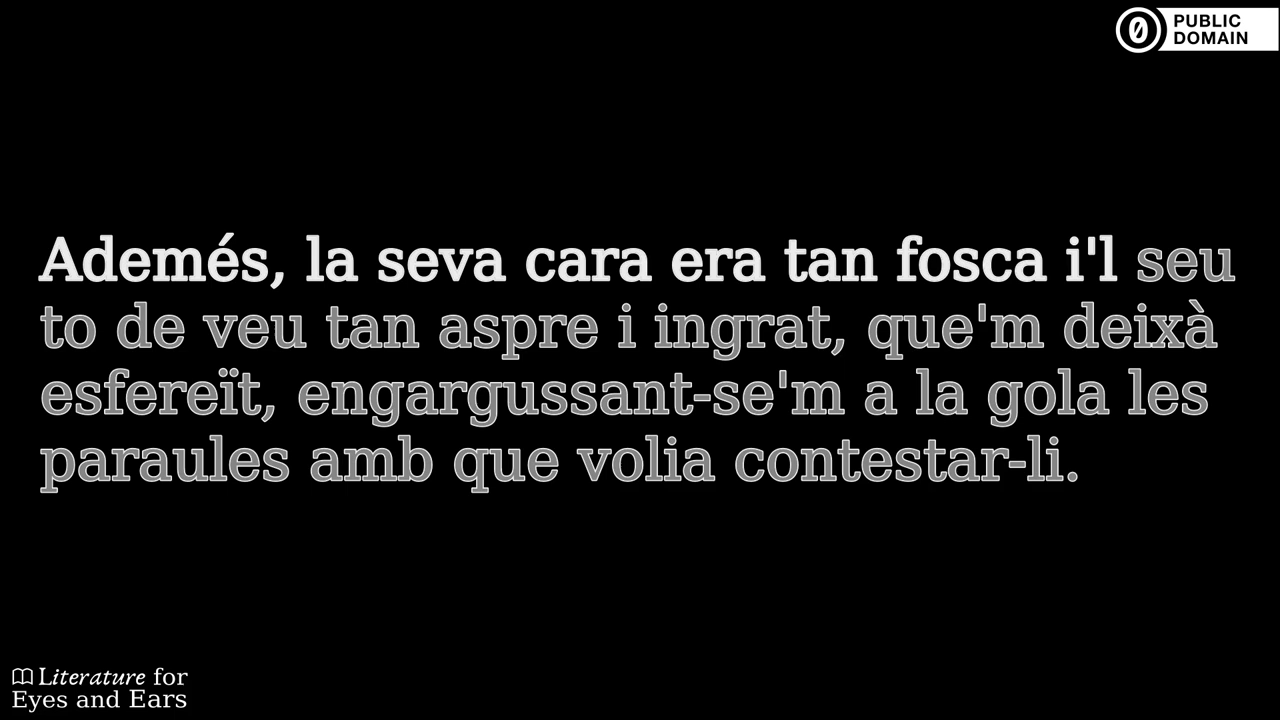 PUBLIC
DOMAIN
Ademés, la seva cara era tan fosca i'l seu
to de veu tan aspre i ingrat, que'm deixà
esfereït, engargussant-se'm a la gola les
paraules amb que volia contestar-li.
Literature for
Eyes and Ears